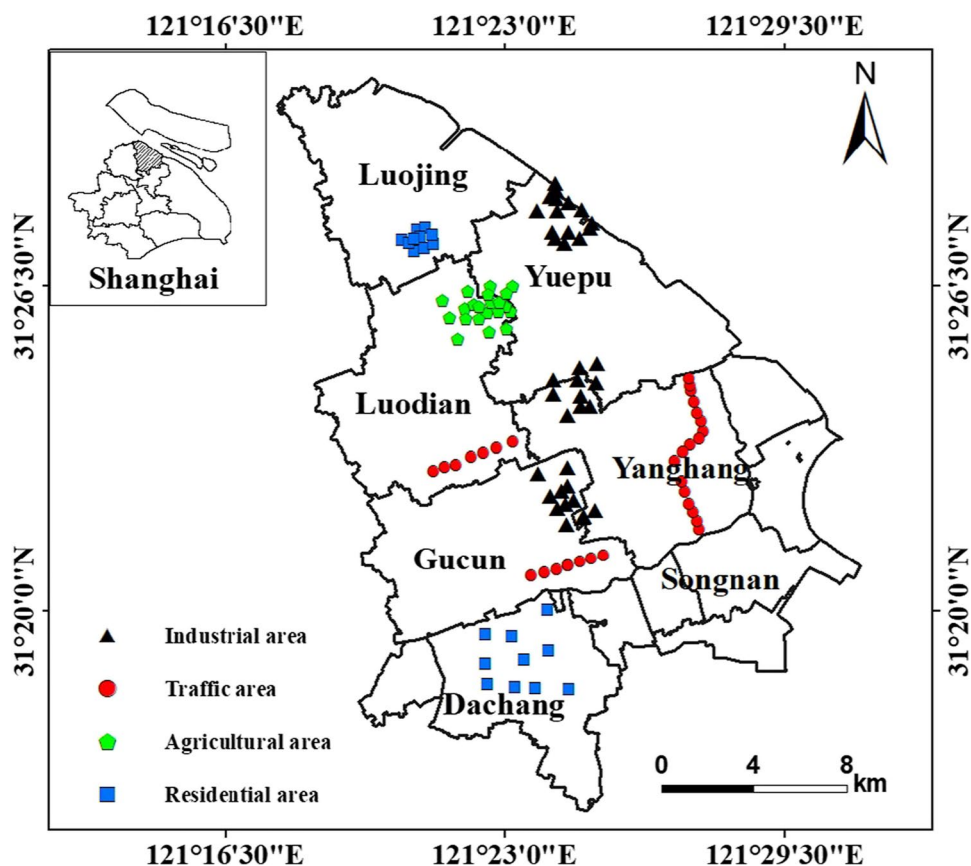 121°16'30"E 121°23'0"E 121°29'30"E
N
Luojing
Shanghai
Yuepu
31°26'30"N
31°26'30"N
Luodian
Yanghang
Gucun
Songnan
31°20'0"N
31°20'0"N
Industrial area
Traffic area
Dachang
Agricultural area
Residential area
0 4 8
km
121°16'30"E 121°23'0"E 121°29'30"E